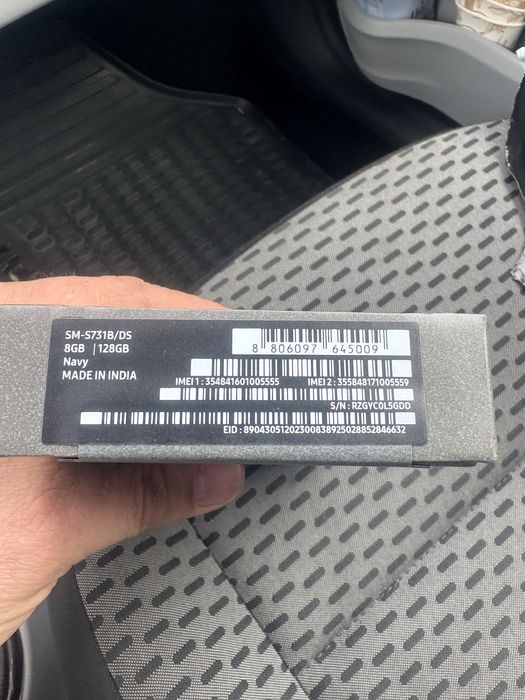 SM-S731B/DS
8GB | 128GB
Navy
MADE IN INDIA
8 806097 645009
IMEI 1 : 354841601005555
IMEI 2 : 355848171005559
S/N : RZGYC0L5GDD
EID : 89043051202300838925028852846632